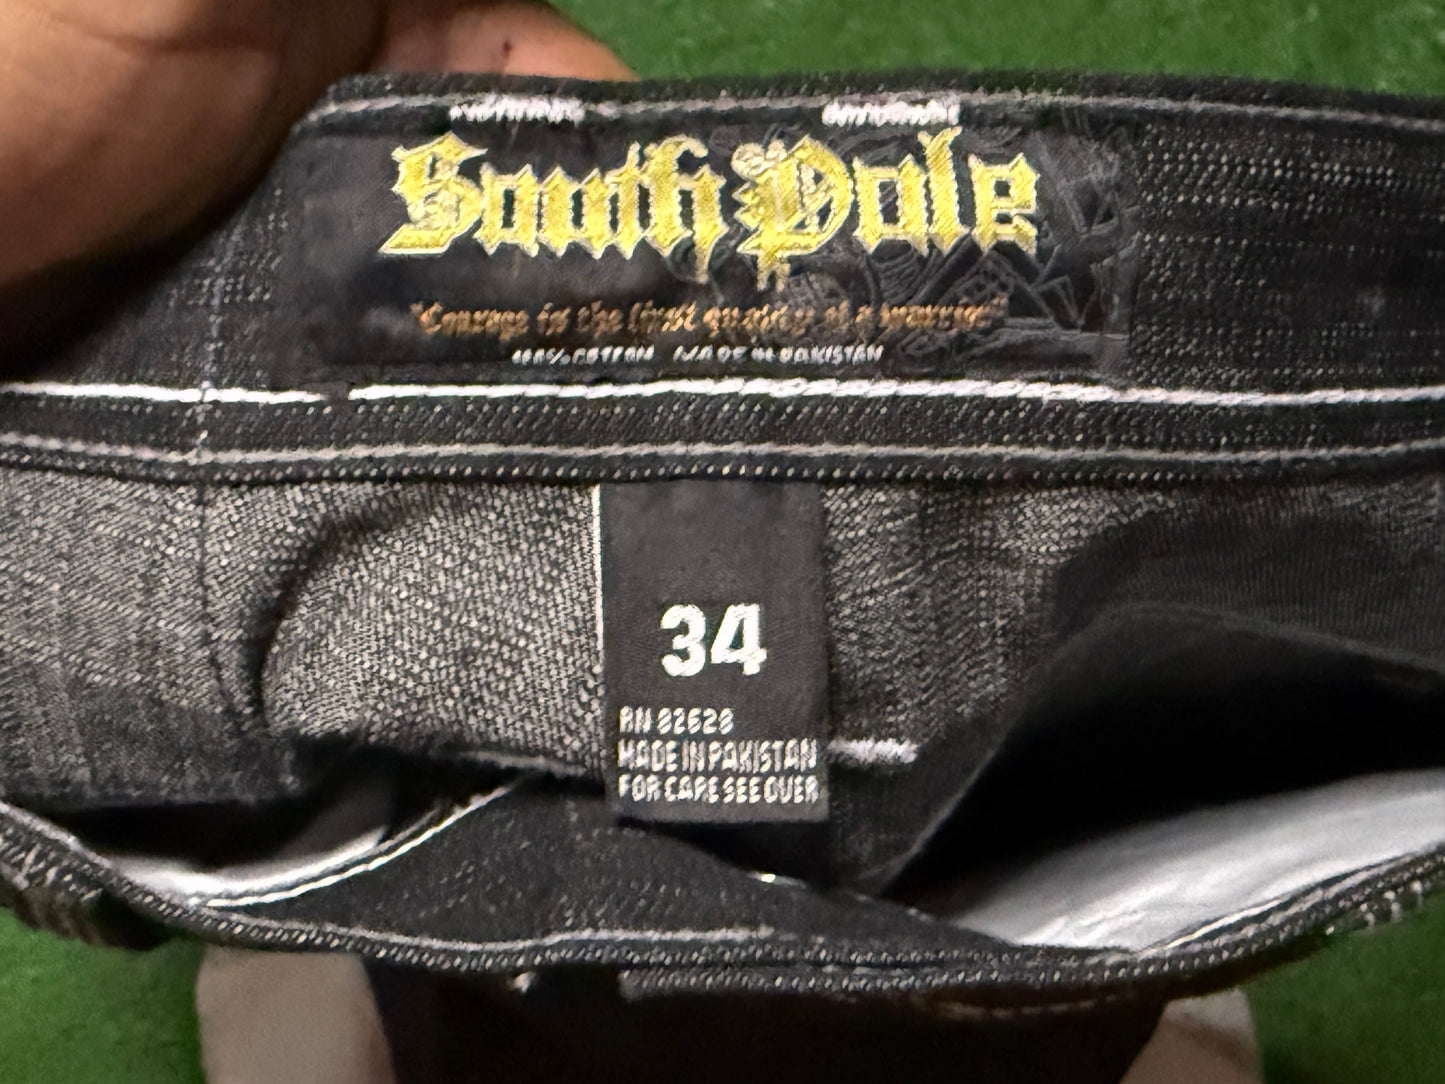 South Pole
"Courage is the first quality of a warrior"
100% COTTON MADE IN PAKISTAN
34
RN 82628
MADE IN PAKISTAN
FOR CARE SEE OVER